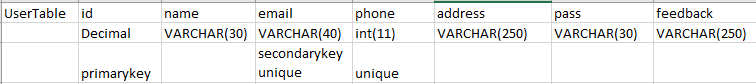 UserTable id name email phone address pass feedback
Decimal VARCHAR(30) VARCHAR(40) int(11) VARCHAR(250) VARCHAR(30) VARCHAR(250)
secondarykey
primarykey unique unique